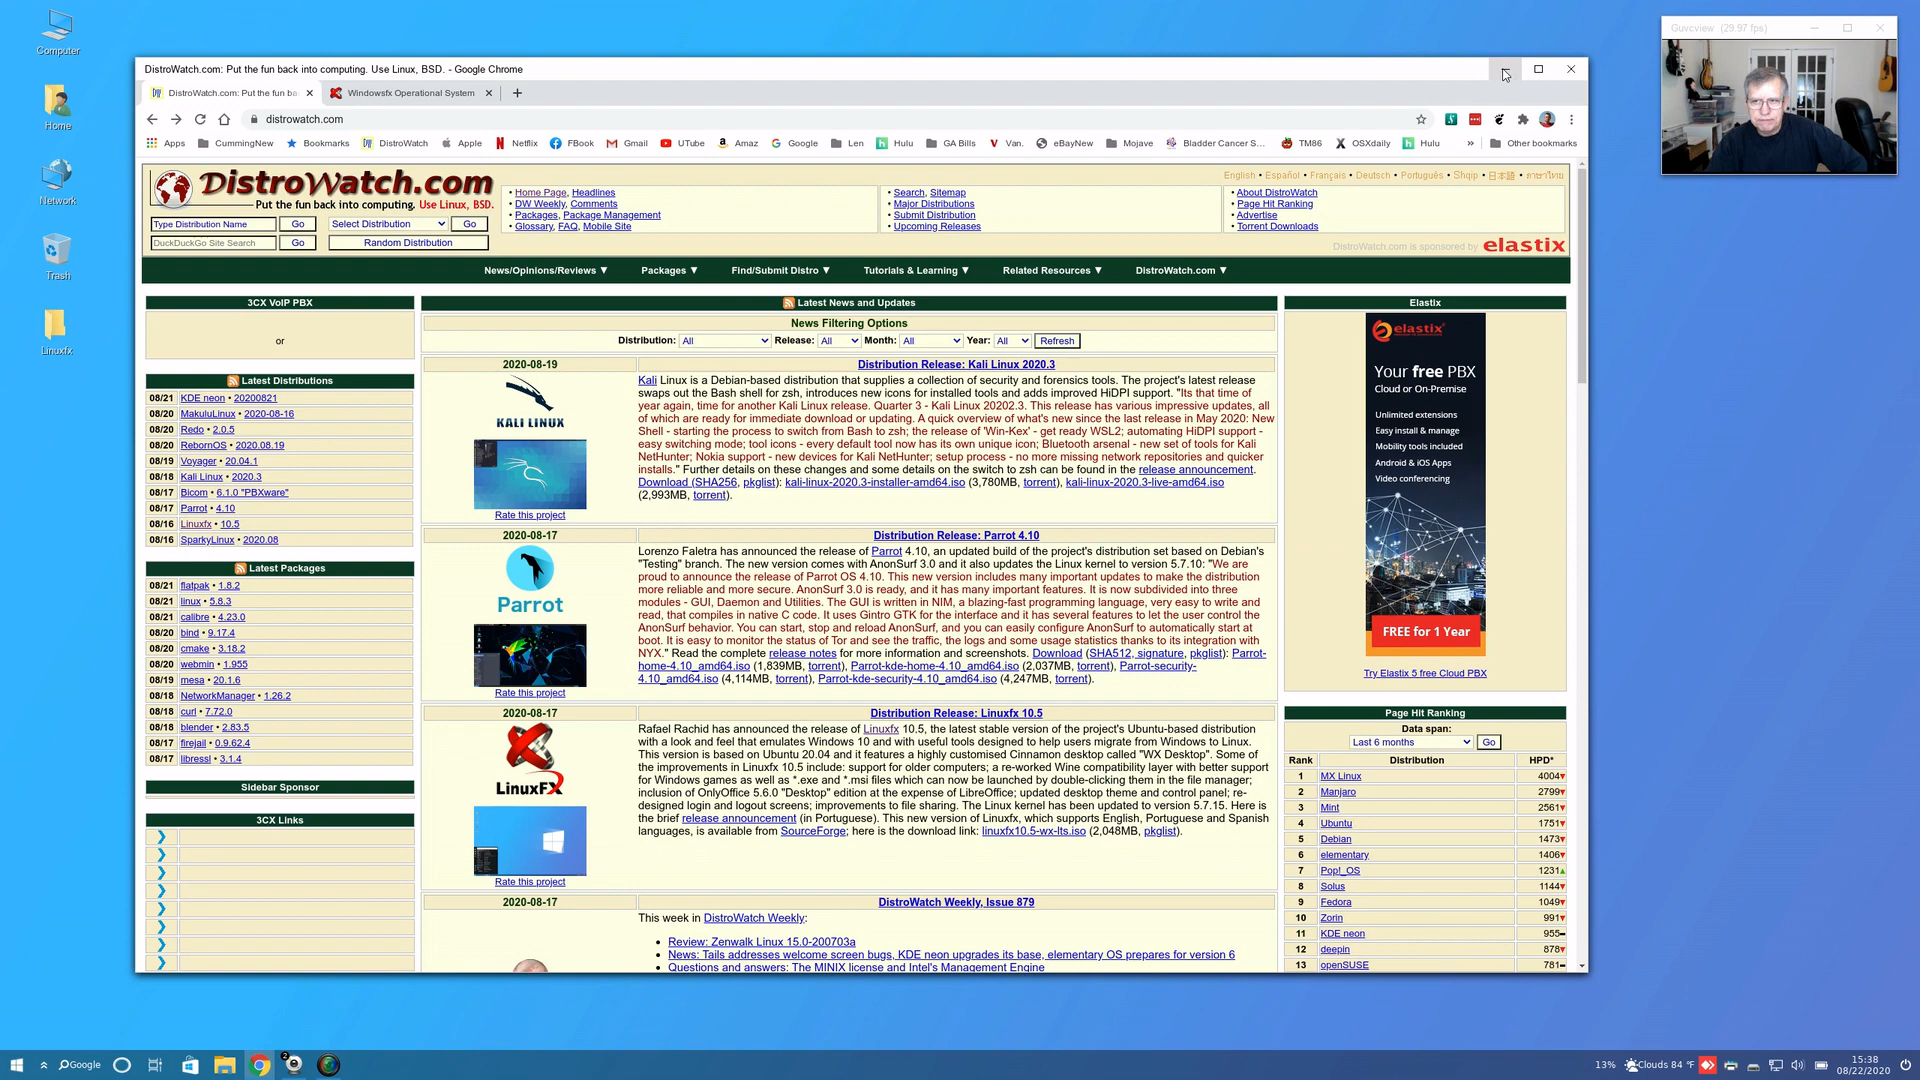 Computer
Home
Network
Trash
Linuxfx
Guvcview (29.97 fps)
DistroWatch.com: Put the fun back into computing. Use Linux, BSD. - Google Chrome
DistroWatch.com: Put the fun ba
Windowsfx Operational System
distrowatch.com
Apps
CummingNew
Bookmarks
DistroWatch
Apple
Netflix
FBook
Gmail
UTube
Amaz
Google
Len
Hulu
GA Bills
Van.
eBayNew
Mojave
Bladder Cancer S...
TM86
OSXdaily
Hulu
»
Other bookmarks
DistroWatch.com
Put the fun back into computing. Use Linux, BSD.
Type Distribution Name Go Select Distribution Go
DuckDuckGo Site Search Go Random Distribution
• Home Page, Headlines
• DW Weekly, Comments
• Packages, Package Management
• Glossary, FAQ, Mobile Site
• Search, Sitemap
• Major Distributions
• Submit Distribution
• Upcoming Releases
English • Español • Français • Deutsch • Português • Shqip • 日本語 • ภาษาไทย
• About DistroWatch
• Page Hit Ranking
• Advertise
• Torrent Downloads
DistroWatch.com is sponsored by elastix
News/Opinions/Reviews ▼ Packages ▼ Find/Submit Distro ▼ Tutorials & Learning ▼ Related Resources ▼ DistroWatch.com ▼
3CX VoIP PBX
or
Latest Distributions
08/21 KDE neon • 20200821
08/20 MakuluLinux • 2020-08-16
08/20 Redo • 2.0.5
08/20 RebornOS • 2020.08.19
08/19 Voyager • 20.04.1
08/18 Kali Linux • 2020.3
08/17 Bicom • 6.1.0 "PBXware"
08/17 Parrot • 4.10
08/16 Linuxfx • 10.5
08/16 SparkyLinux • 2020.08
Latest Packages
08/21 flatpak • 1.8.2
08/21 linux • 5.8.3
08/21 calibre • 4.23.0
08/20 bind • 9.17.4
08/20 cmake • 3.18.2
08/20 webmin • 1.955
08/19 mesa • 20.1.6
08/18 NetworkManager • 1.26.2
08/18 curl • 7.72.0
08/18 blender • 2.83.5
08/17 firejail • 0.9.62.4
08/17 libressl • 3.1.4
Sidebar Sponsor
3CX Links
Latest News and Updates
News Filtering Options
Distribution: All Release: All Month: All Year: All Refresh
2020-08-19
Distribution Release: Kali Linux 2020.3
KALI LINUX
Rate this project
Kali Linux is a Debian-based distribution that supplies a collection of security and forensics tools. The project's latest release
swaps out the Bash shell for zsh, introduces new icons for installed tools and adds improved HiDPI support. "Its that time of
year again, time for another Kali Linux release. Quarter 3 - Kali Linux 20202.3. This release has various impressive updates, all
of which are ready for immediate download or updating. A quick overview of what's new since the last release in May 2020: New
Shell - starting the process to switch from Bash to zsh; the release of 'Win-Kex' - get ready WSL2; automating HiDPI support -
easy switching mode; tool icons - every default tool now has its own unique icon; Bluetooth arsenal - new set of tools for Kali
NetHunter; Nokia support - new devices for Kali NetHunter; setup process - no more missing network repositories and quicker
installs." Further details on these changes and some details on the switch to zsh can be found in the release announcement.
Download (SHA256, pkglist): kali-linux-2020.3-installer-amd64.iso (3,780MB, torrent), kali-linux-2020.3-live-amd64.iso
(2,993MB, torrent).
2020-08-17
Distribution Release: Parrot 4.10
Parrot
Rate this project
Lorenzo Faletra has announced the release of Parrot 4.10, an updated build of the project's distribution set based on Debian's
"Testing" branch. The new version comes with AnonSurf 3.0 and it also updates the Linux kernel to version 5.7.10: "We are
proud to announce the release of Parrot OS 4.10. This new version includes many important updates to make the distribution
more reliable and more secure. AnonSurf 3.0 is ready, and it has many important features. It is now subdivided into three
modules - GUI, Daemon and Utilities. The GUI is written in NIM, a blazing-fast programming language, very easy to write and
read, that compiles in native C code. It uses Gintro GTK for the interface and it has several features to let the user control the
AnonSurf behavior. You can start, stop and reload AnonSurf, and you can easily configure AnonSurf to automatically start at
boot. It is easy to monitor the status of Tor and see the traffic, the logs and some usage statistics thanks to its integration with
NYX." Read the complete release notes for more information and screenshots. Download (SHA512, signature, pkglist): Parrot-
home-4.10_amd64.iso (1,839MB, torrent), Parrot-kde-home-4.10_amd64.iso (2,037MB, torrent), Parrot-security-
4.10_amd64.iso (4,114MB, torrent), Parrot-kde-security-4.10_amd64.iso (4,247MB, torrent).
2020-08-17
Distribution Release: Linuxfx 10.5
LinuxFX
Rate this project
Rafael Rachid has announced the release of Linuxfx 10.5, the latest stable version of the project's Ubuntu-based distribution
with a look and feel that emulates Windows 10 and with useful tools designed to help users migrate from Windows to Linux.
This version is based on Ubuntu 20.04 and it features a highly customised Cinnamon desktop called "WX Desktop". Some of
the improvements in Linuxfx 10.5 include: support for older computers; a re-worked Wine compatibility layer with better support
for Windows games as well as *.exe and *.msi files which can now be launched by double-clicking them in the file manager;
inclusion of OnlyOffice 5.6.0 "Desktop" edition at the expense of LibreOffice; updated desktop theme and control panel; re-
designed login and logout screens; improvements to file sharing. The Linux kernel has been updated to version 5.7.15. Here is
the brief release announcement (in Portuguese). This new version of Linuxfx, which supports English, Portuguese and Spanish
languages, is available from SourceForge; here is the download link: linuxfx10.5-wx-lts.iso (2,048MB, pkglist).
2020-08-17
DistroWatch Weekly, Issue 879
This week in DistroWatch Weekly:
• Review: Zenwalk Linux 15.0-200703a
• News: Tails addresses welcome screen bugs, KDE neon upgrades its base, elementary OS prepares for version 6
• Questions and answers: The MINIX license and Intel's Management Engine
Elastix
elastix
Your free PBX
Cloud or On-Premise
Unlimited extensions
Easy install & manage
Mobility tools included
Android & iOS Apps
Video conferencing
FREE for 1 Year
Try Elastix 5 free Cloud PBX
Page Hit Ranking
Data span:
Last 6 months Go
Rank Distribution HPD*
1 MX Linux 4004▼
2 Manjaro 2799▼
3 Mint 2561▼
4 Ubuntu 1751▼
5 Debian 1473▼
6 elementary 1406▼
7 Pop!_OS 1231▲
8 Solus 1144▼
9 Fedora 1049▼
10 Zorin 991▼
11 KDE neon 955
12 deepin 878▼
13 openSUSE 781
Google
2
13%
Clouds 84 °F
15:38
08/22/2020